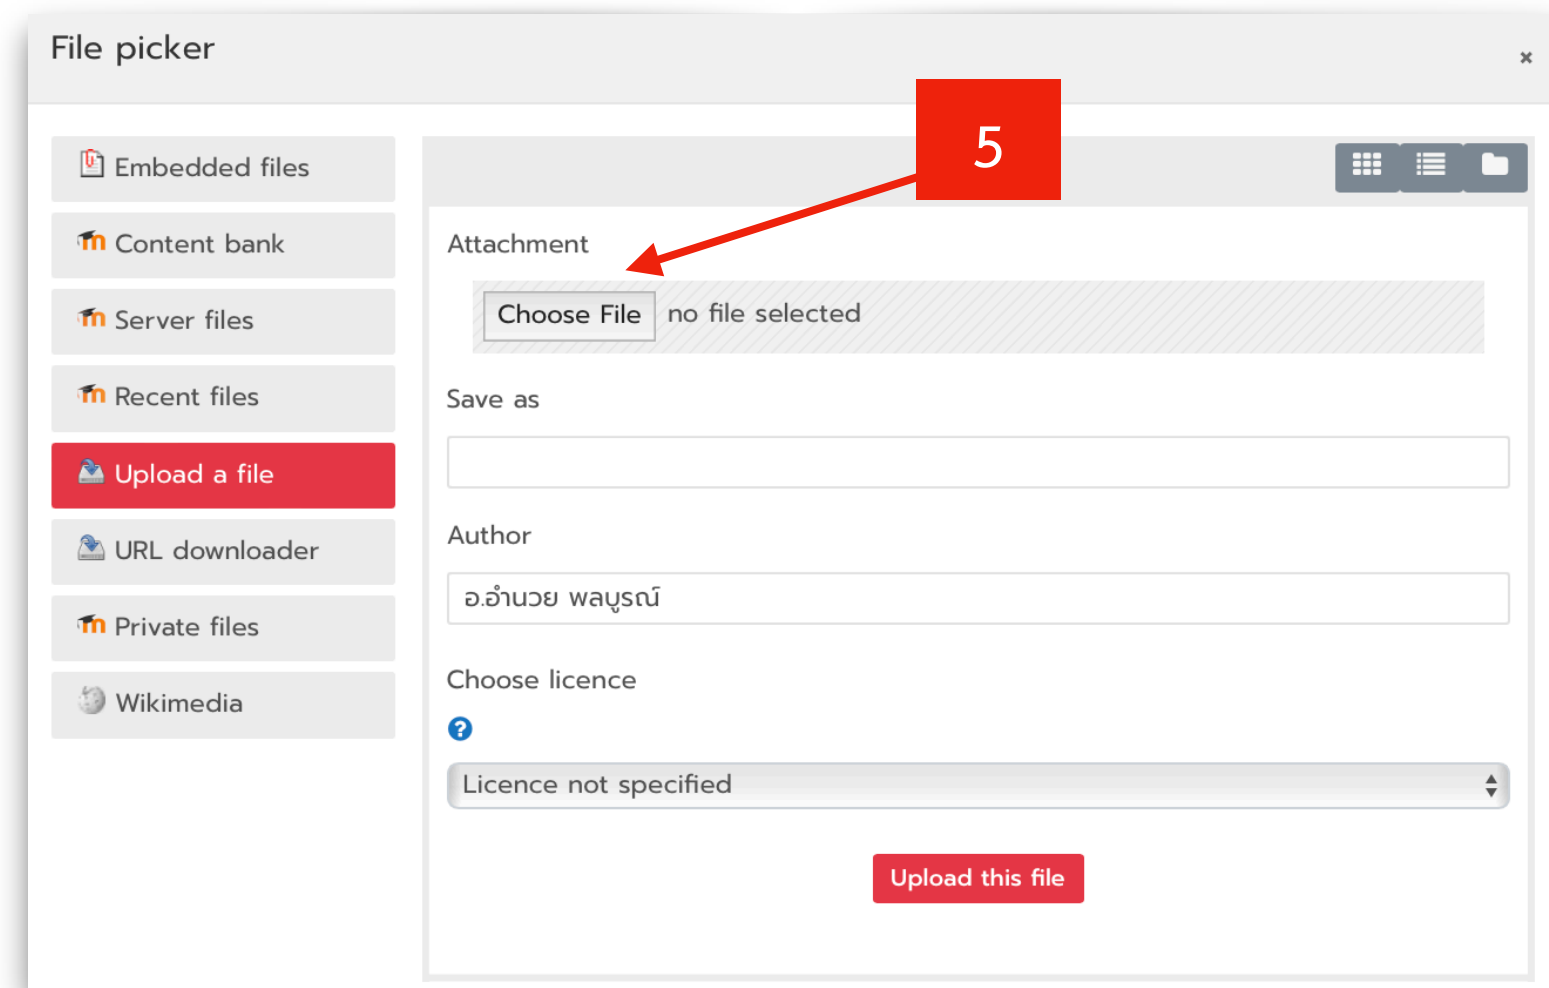 File picker
×
5
Embedded files
Content bank
Server files
Recent files
Upload a file
URL downloader
Private files
Wikimedia
Attachment
Choose File no file selected
Save as
Author
อ.อำนวย พลบูรณ์
Choose licence
?
Licence not specified
Upload this file